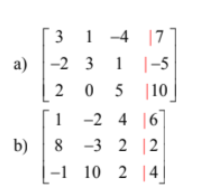 3 1 -4 |7
a) -2 3 1 |-5
2 0 5 |10
1 -2 4 |6
b) 8 -3 2 |2
-1 10 2 |4